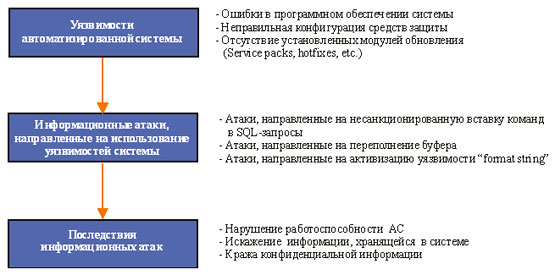 Уязвимости
автоматизированной системы
- Ошибки в программном обеспечении системы
- Неправильная конфигурация средств защиты
- Отсутствие установленных модулей обновления
(Service packs, hotfixes, etc.)
Информационные атаки,
направленные на использование
уязвимостей системы
- Атаки, направленные на несанкционированную вставку команд
в SQL-запросы
- Атаки, направленные на переполнение буфера
- Атаки, направленные на активизацию уязвимости “format string”
Последствия
информационных атак
- Нарушение работоспособности АС
- Искажение информации, хранящейся в системе
- Кража конфиденциальной информации